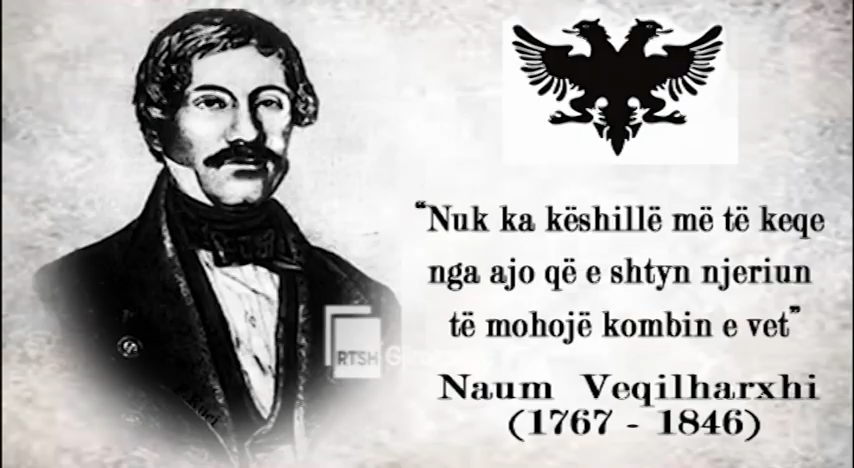 “Nuk ka këshillë më të keqe
nga ajo që e shtyn njeriun
të mohojë kombin e vet”
Naum Veqilharxhi
(1767 - 1846)
RTSH